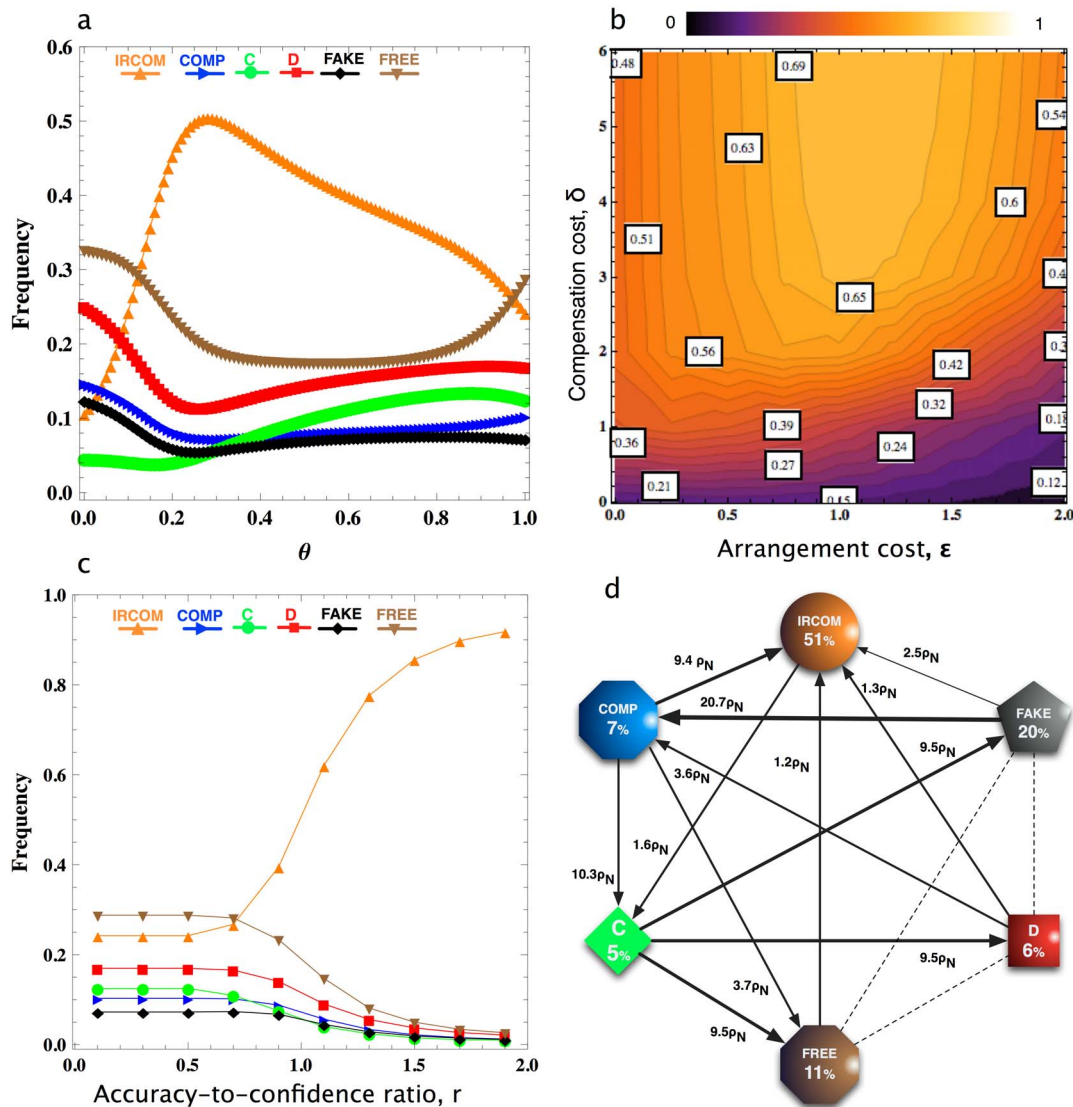 a
IRCOM COMP C D FAKE FREE
0.6
0.5
0.4
0.3
0.2
0.1
0.0
Frequency
0.0 0.2 0.4 0.6 0.8 1.0
θ
b
0 1
6
5
4
3
2
1
0
Compensation cost, δ
0.48 0.69
0.54
0.63
0.6
0.51
0.4
0.65
0.56 0.42 0.3
0.32
0.39 0.18
0.36 0.24
0.27
0.21 0.15 0.12
0.0 0.5 1.0 1.5 2.0
Arrangement cost, ε
c
IRCOM COMP C D FAKE FREE
1.0
0.8
0.6
0.4
0.2
0.0
Frequency
0.0 0.5 1.0 1.5 2.0
Accuracy-to-confidence ratio, r
d
IRCOM
51%
9.4 ρN
2.5ρN
1.3ρN
COMP
7%
20.7ρN
FAKE
20%
9.5ρN
3.6ρN
1.2ρN
1.6ρN
10.3ρN
C
5%
D
6%
9.5ρN
3.7ρN
9.5ρN
FREE
11%